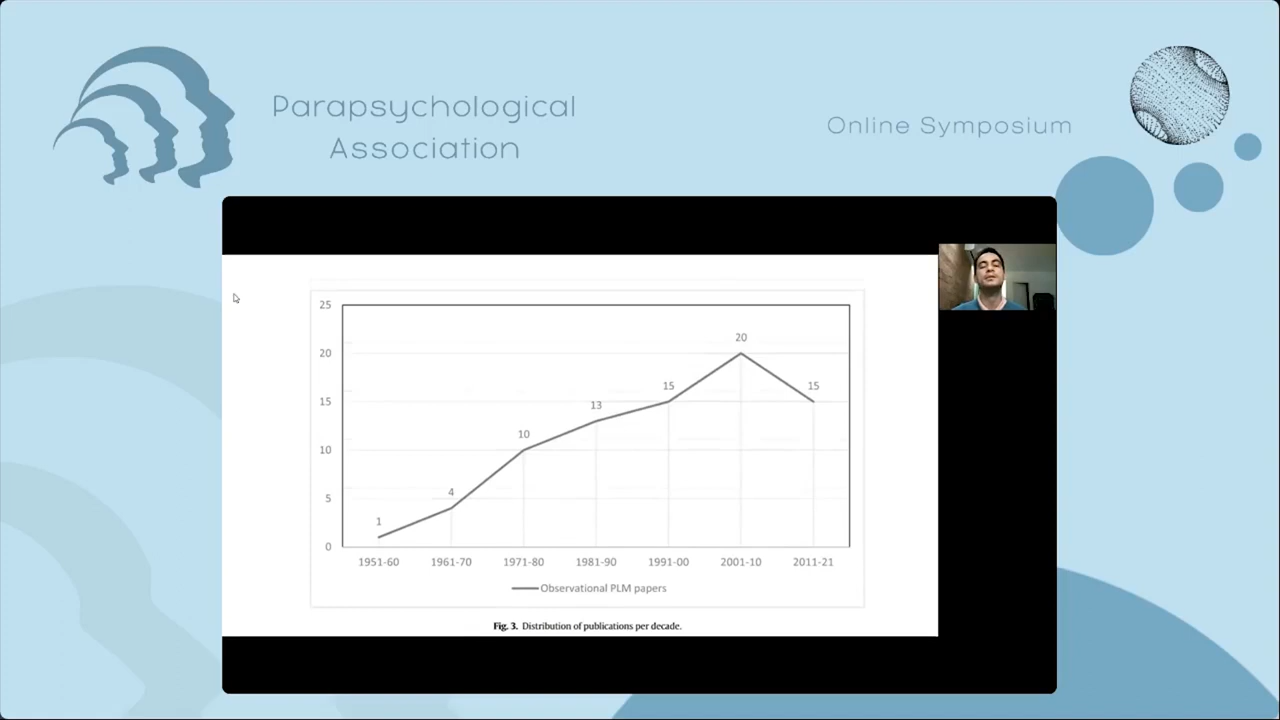 Parapsychological
Association
Online Symposium
25
20
15
10
5
0
1
4
10
13
15
20
15
1951-60 1961-70 1971-80 1981-90 1991-00 2001-10 2011-21
Observational PLM papers
Fig. 3. Distribution of publications per decade.